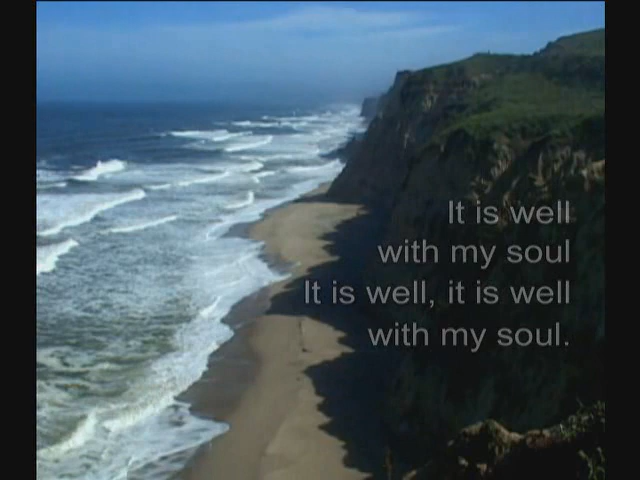 It is well
with my soul
It is well, it is well
with my soul.